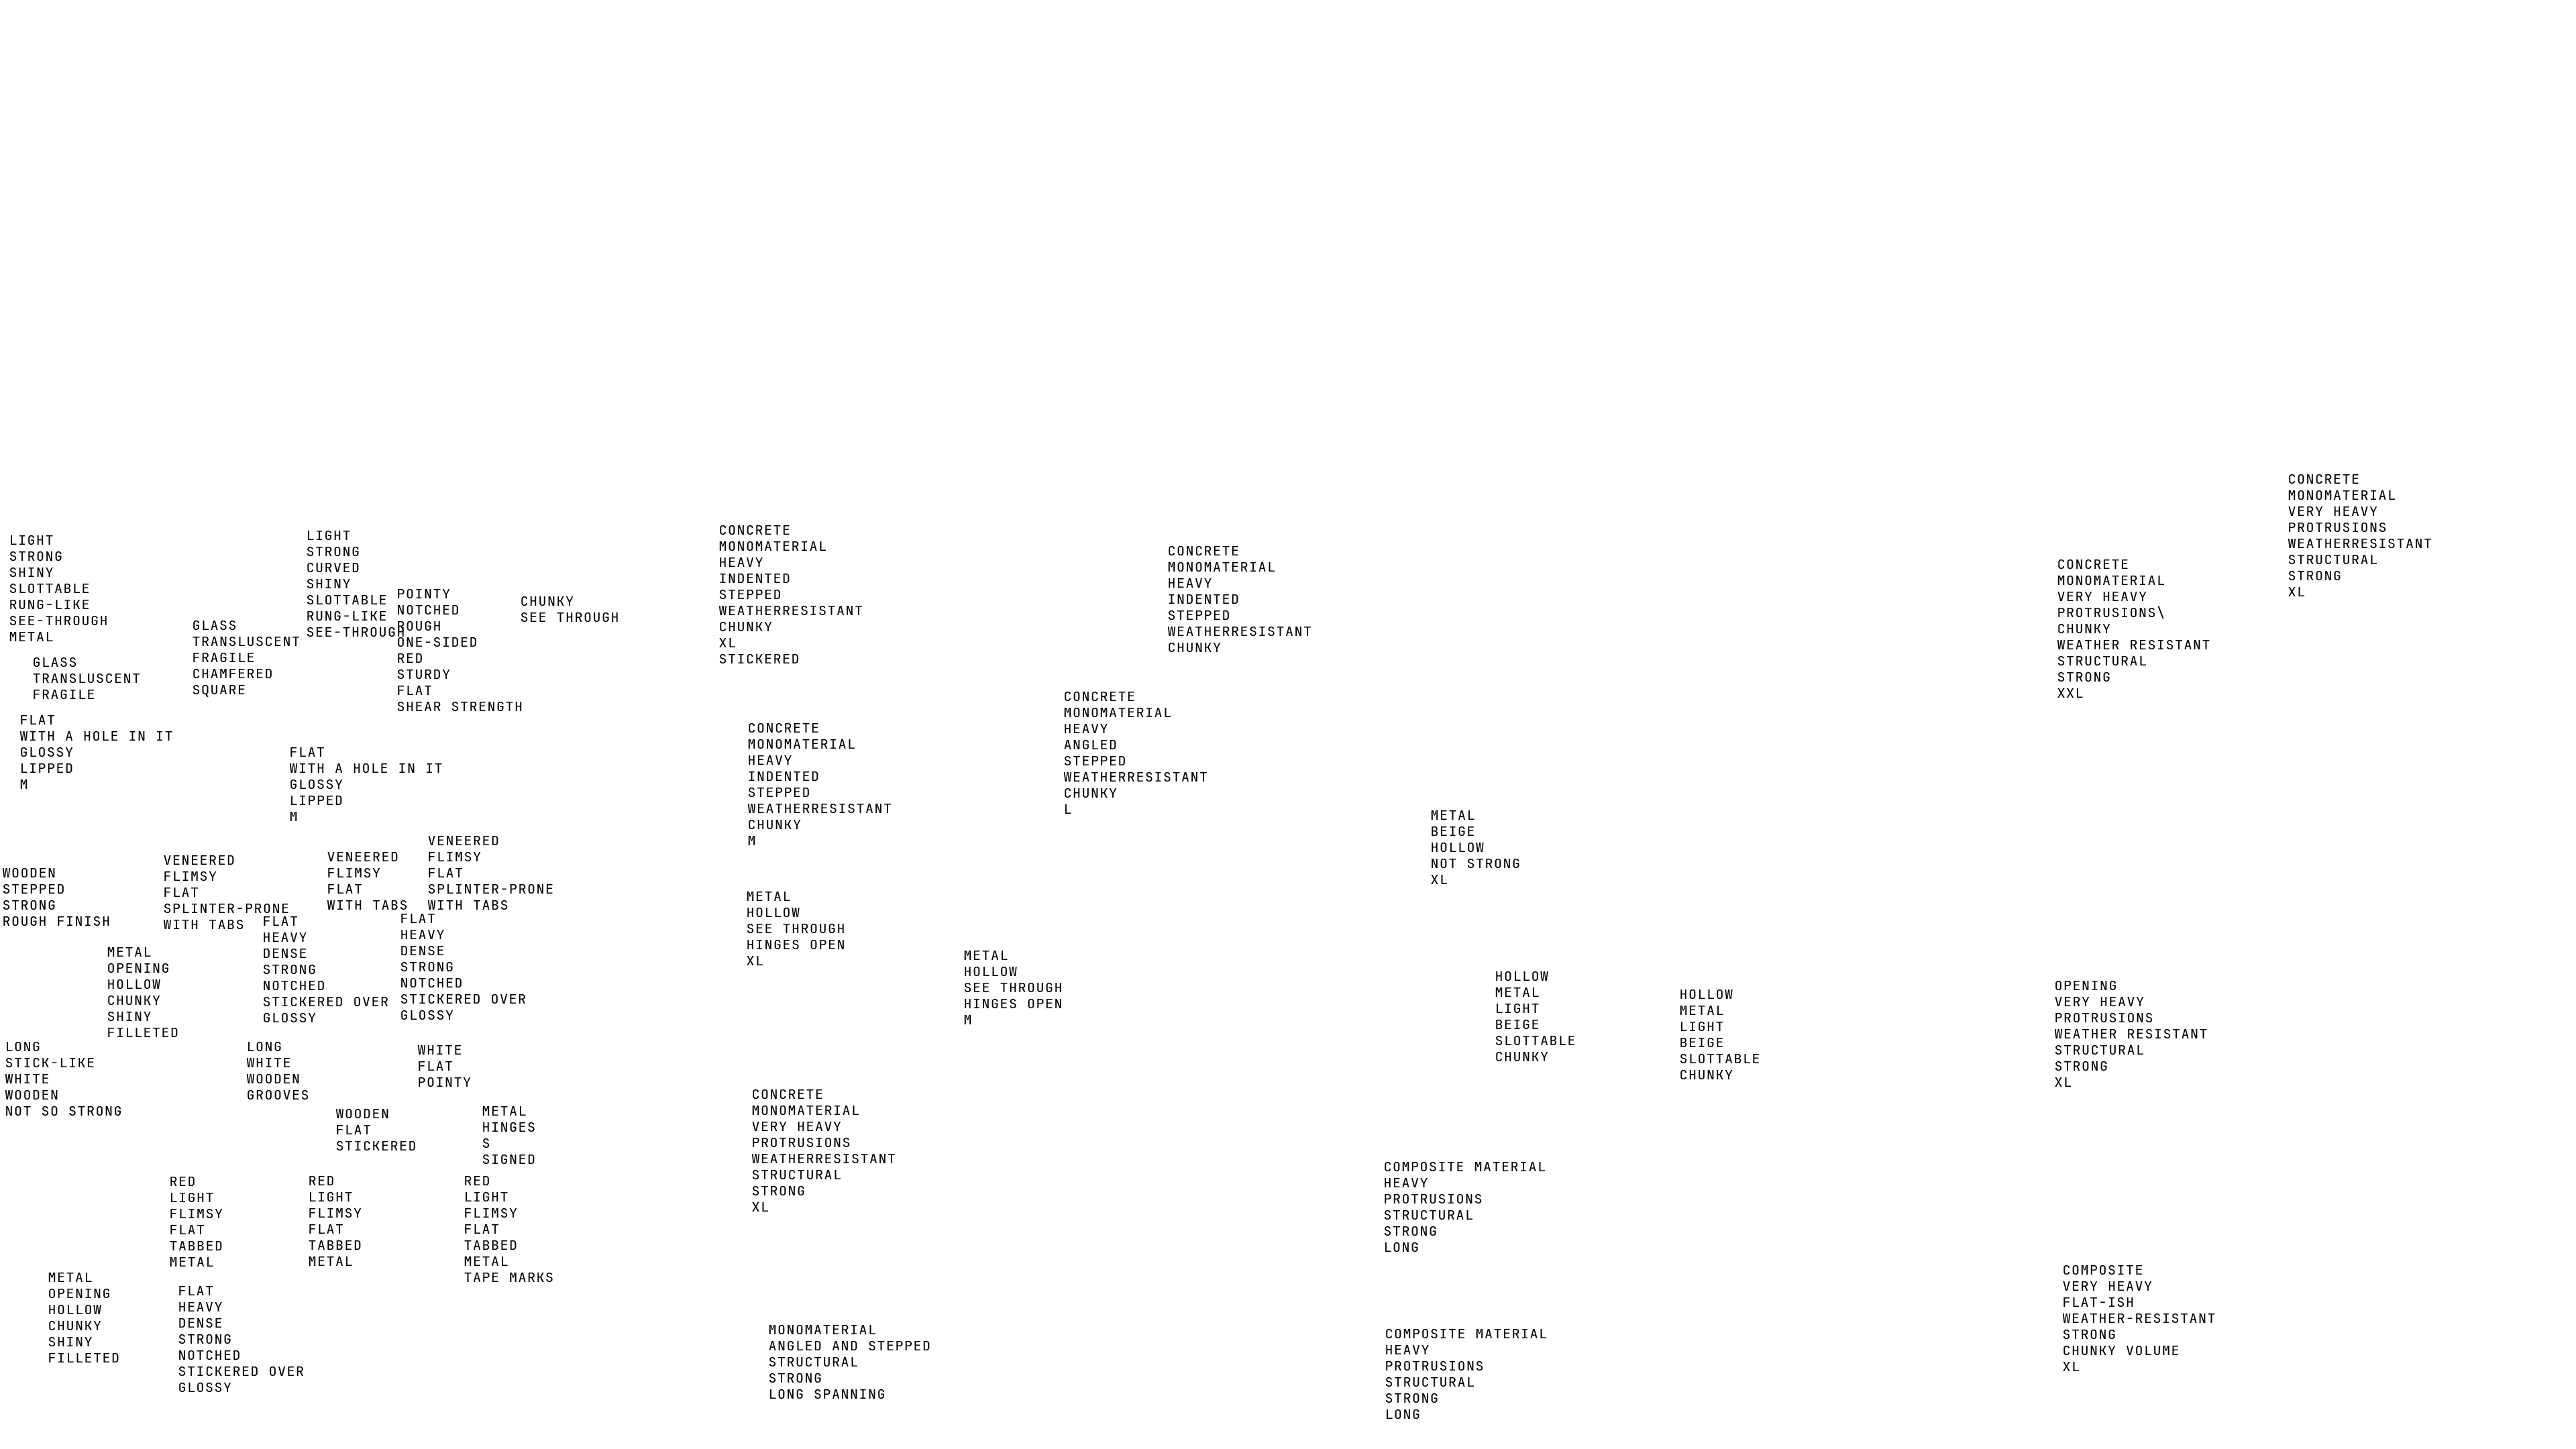 LIGHT
STRONG
SHINY
SLOTTABLE
RUNG-LIKE
SEE-THROUGH
METAL
GLASS
TRANSLUSCENT
FRAGILE
GLASS
TRANSLUSCENT
FRAGILE
CHAMFERED
SQUARE
LIGHT
STRONG
CURVED
SHINY
SLOTTABLE
RUNG-LIKE
SEE-THROUGH
POINTY
NOTCHED
ROUGH
ONE-SIDED
RED
STURDY
FLAT
SHEAR STRENGTH
CHUNKY
SEE THROUGH
FLAT
WITH A HOLE IN IT
GLOSSY
LIPPED
M
FLAT
WITH A HOLE IN IT
GLOSSY
LIPPED
M
WOODEN
STEPPED
STRONG
ROUGH FINISH
VENEERED
FLIMSY
FLAT
SPLINTER-PRONE
WITH TABS
VENEERED
FLIMSY
FLAT
WITH TABS
VENEERED
FLIMSY
FLAT
SPLINTER-PRONE
WITH TABS
METAL
OPENING
HOLLOW
CHUNKY
SHINY
FILLETED
FLAT
HEAVY
DENSE
STRONG
NOTCHED
STICKERED OVER
GLOSSY
FLAT
HEAVY
DENSE
STRONG
NOTCHED
STICKERED OVER
GLOSSY
LONG
STICK-LIKE
WHITE
WOODEN
NOT SO STRONG
LONG
WHITE
WOODEN
GROOVES
WHITE
FLAT
POINTY
WOODEN
FLAT
STICKERED
METAL
HINGES
S
SIGNED
RED
LIGHT
FLIMSY
FLAT
TABBED
METAL
RED
LIGHT
FLIMSY
FLAT
TABBED
METAL
RED
LIGHT
FLIMSY
FLAT
TABBED
METAL
TAPE MARKS
METAL
OPENING
HOLLOW
CHUNKY
SHINY
FILLETED
FLAT
HEAVY
DENSE
STRONG
NOTCHED
STICKERED OVER
GLOSSY
CONCRETE
MONOMATERIAL
HEAVY
INDENTED
STEPPED
WEATHERRESISTANT
CHUNKY
XL
STICKERED
CONCRETE
MONOMATERIAL
HEAVY
INDENTED
STEPPED
WEATHERRESISTANT
CHUNKY
CONCRETE
MONOMATERIAL
HEAVY
INDENTED
STEPPED
WEATHERRESISTANT
CHUNKY
M
CONCRETE
MONOMATERIAL
HEAVY
ANGLED
STEPPED
WEATHERRESISTANT
CHUNKY
L
METAL
HOLLOW
SEE THROUGH
HINGES OPEN
XL
METAL
HOLLOW
SEE THROUGH
HINGES OPEN
M
CONCRETE
MONOMATERIAL
VERY HEAVY
PROTRUSIONS
WEATHERRESISTANT
STRUCTURAL
STRONG
XL
MONOMATERIAL
ANGLED AND STEPPED
STRUCTURAL
STRONG
LONG SPANNING
METAL
BEIGE
HOLLOW
NOT STRONG
XL
HOLLOW
METAL
LIGHT
BEIGE
SLOTTABLE
CHUNKY
HOLLOW
METAL
LIGHT
BEIGE
SLOTTABLE
CHUNKY
COMPOSITE MATERIAL
HEAVY
PROTRUSIONS
STRUCTURAL
STRONG
LONG
COMPOSITE MATERIAL
HEAVY
PROTRUSIONS
STRUCTURAL
STRONG
LONG
CONCRETE
MONOMATERIAL
VERY HEAVY
PROTRUSIONS
WEATHERRESISTANT
STRUCTURAL
STRONG
XL
CONCRETE
MONOMATERIAL
VERY HEAVY
PROTRUSIONS\
CHUNKY
WEATHER RESISTANT
STRUCTURAL
STRONG
XXL
OPENING
VERY HEAVY
PROTRUSIONS
WEATHER RESISTANT
STRUCTURAL
STRONG
XL
COMPOSITE
VERY HEAVY
FLAT-ISH
WEATHER-RESISTANT
STRONG
CHUNKY VOLUME
XL